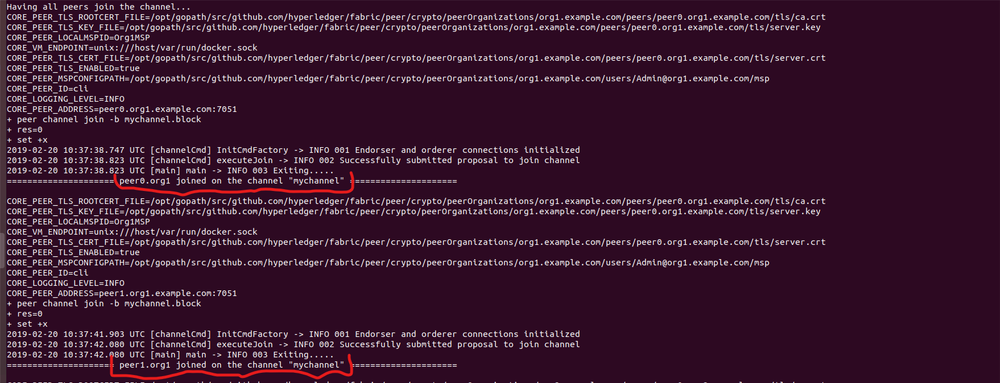 Having all peers join the channel...
CORE_PEER_TLS_ROOTCERT_FILE=/opt/gopath/src/github.com/hyperledger/fabric/peer/crypto/peerOrganizations/org1.example.com/peers/peer0.org1.example.com/tls/ca.crt
CORE_PEER_TLS_KEY_FILE=/opt/gopath/src/github.com/hyperledger/fabric/peer/crypto/peerOrganizations/org1.example.com/peers/peer0.org1.example.com/tls/server.key
CORE_PEER_LOCALMSPID=Org1MSP
CORE_VM_ENDPOINT=unix:///host/var/run/docker.sock
CORE_PEER_TLS_CERT_FILE=/opt/gopath/src/github.com/hyperledger/fabric/peer/crypto/peerOrganizations/org1.example.com/peers/peer0.org1.example.com/tls/server.crt
CORE_PEER_TLS_ENABLED=true
CORE_PEER_MSPCONFIGPATH=/opt/gopath/src/github.com/hyperledger/fabric/peer/crypto/peerOrganizations/org1.example.com/users/Admin@org1.example.com/msp
CORE_PEER_ID=cli
CORE_LOGGING_LEVEL=INFO
CORE_PEER_ADDRESS=peer0.org1.example.com:7051
+ peer channel join -b mychannel.block
+ res=0
+ set +x
2019-02-20 10:37:38.747 UTC [channelCmd] InitCmdFactory -> INFO 001 Endorser and orderer connections initialized
2019-02-20 10:37:38.823 UTC [channelCmd] executeJoin -> INFO 002 Successfully submitted proposal to join channel
2019-02-20 10:37:38.823 UTC [main] main -> INFO 003 Exiting.....
===================== peer0.org1 joined on the channel "mychannel" =====================
CORE_PEER_TLS_ROOTCERT_FILE=/opt/gopath/src/github.com/hyperledger/fabric/peer/crypto/peerOrganizations/org1.example.com/peers/peer0.org1.example.com/tls/ca.crt
CORE_PEER_TLS_KEY_FILE=/opt/gopath/src/github.com/hyperledger/fabric/peer/crypto/peerOrganizations/org1.example.com/peers/peer0.org1.example.com/tls/server.key
CORE_PEER_LOCALMSPID=Org1MSP
CORE_VM_ENDPOINT=unix:///host/var/run/docker.sock
CORE_PEER_TLS_CERT_FILE=/opt/gopath/src/github.com/hyperledger/fabric/peer/crypto/peerOrganizations/org1.example.com/peers/peer0.org1.example.com/tls/server.crt
CORE_PEER_TLS_ENABLED=true
CORE_PEER_MSPCONFIGPATH=/opt/gopath/src/github.com/hyperledger/fabric/peer/crypto/peerOrganizations/org1.example.com/users/Admin@org1.example.com/msp
CORE_PEER_ID=cli
CORE_LOGGING_LEVEL=INFO
CORE_PEER_ADDRESS=peer1.org1.example.com:7051
+ peer channel join -b mychannel.block
+ res=0
+ set +x
2019-02-20 10:37:41.903 UTC [channelCmd] InitCmdFactory -> INFO 001 Endorser and orderer connections initialized
2019-02-20 10:37:42.080 UTC [channelCmd] executeJoin -> INFO 002 Successfully submitted proposal to join channel
2019-02-20 10:37:42.080 UTC [main] main -> INFO 003 Exiting.....
===================== peer1.org1 joined on the channel "mychannel" =====================